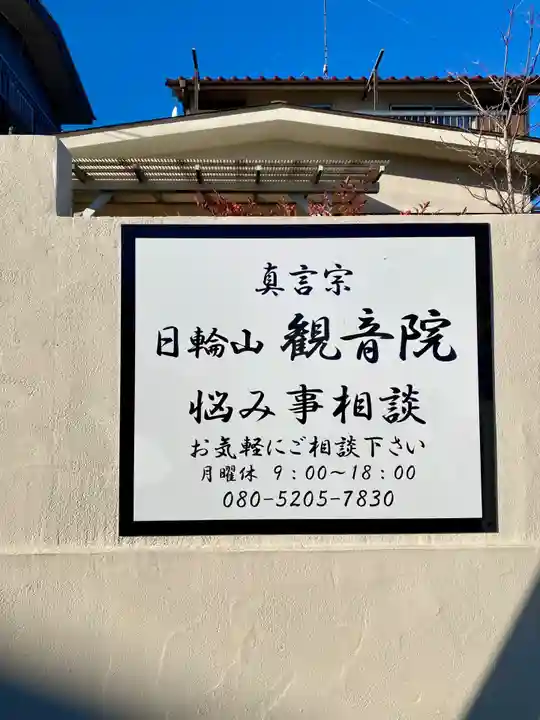 真言宗
日輪山 観音院
悩み事相談
お気軽にご相談下さい
月曜休 9:00〜18:00
080-5205-7830